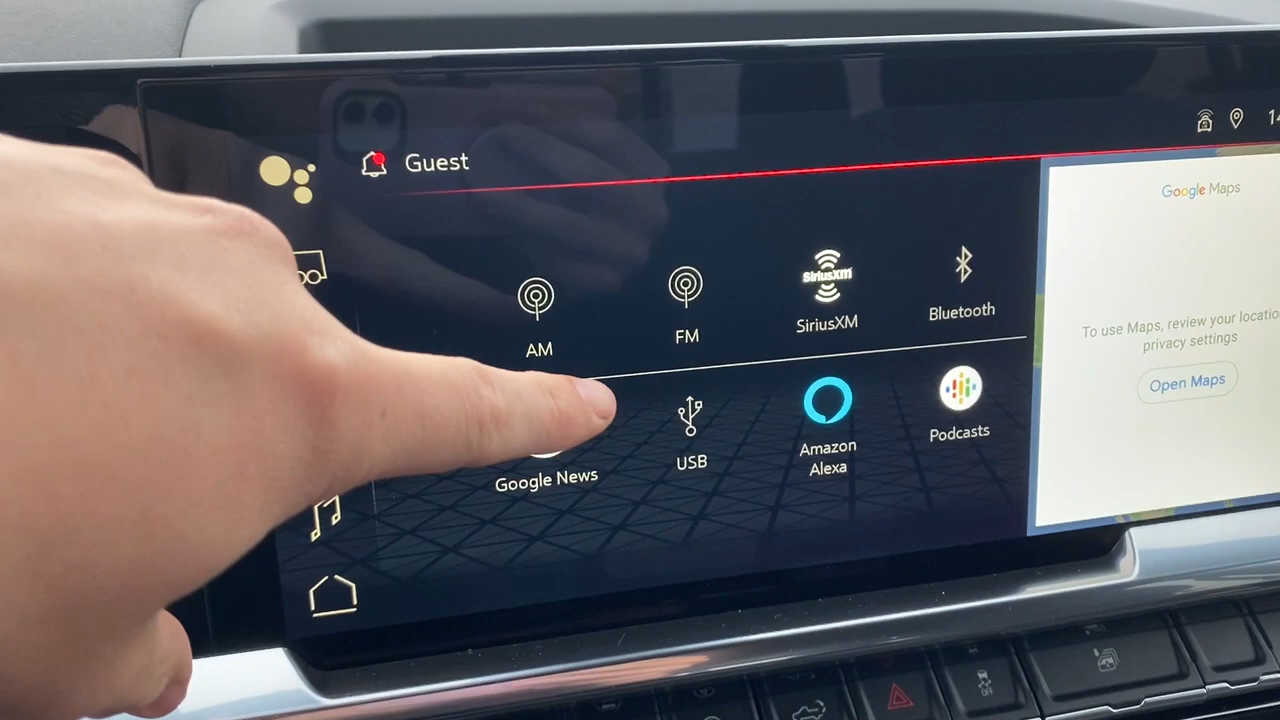 Guest
Google Maps
SiriusXM
AM
FM
SiriusXM
Bluetooth
To use Maps, review your
privacy settings
Open Maps
Google News
USB
Amazon
Alexa
Podcasts